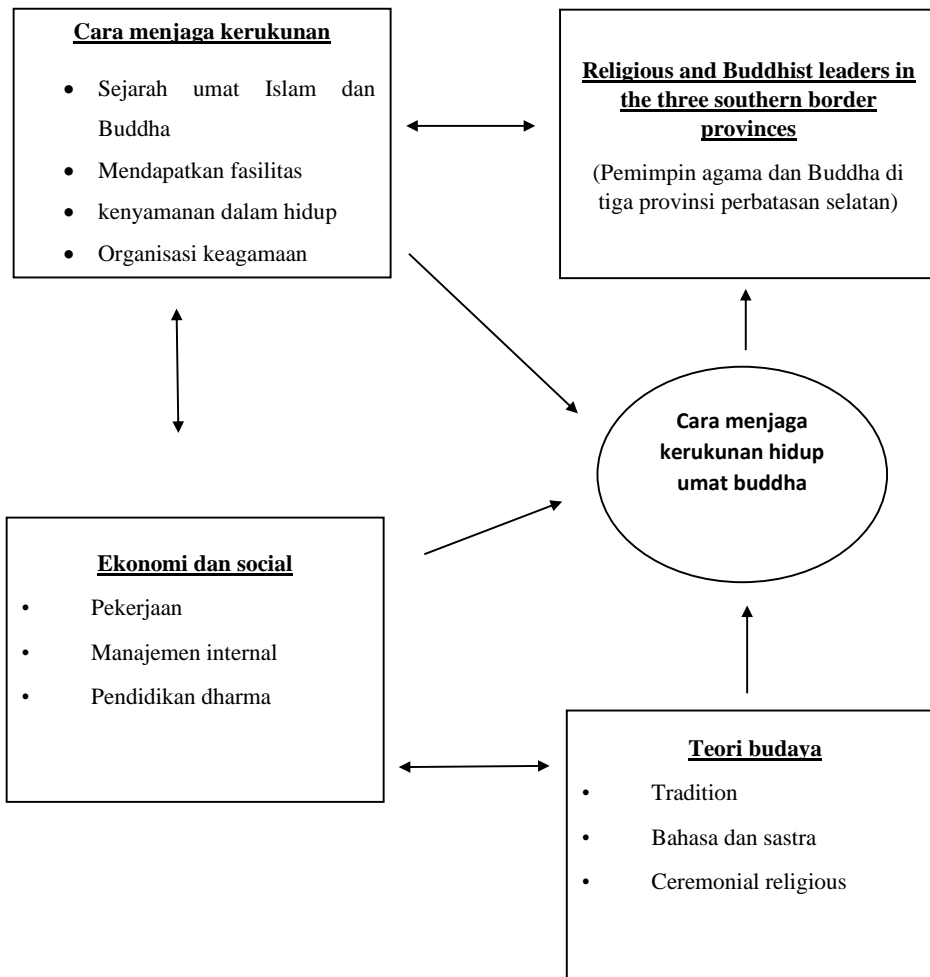 Cara menjaga kerukunan
• Sejarah umat Islam dan
Buddha
• Mendapatkan fasilitas
• kenyamanan dalam hidup
• Organisasi keagamaan
Religious and Buddhist leaders in
the three southern border
provinces
(Pemimpin agama dan Buddha di
tiga provinsi perbatasan selatan)
Cara menjaga
kerukunan hidup
umat buddha
Ekonomi dan social
• Pekerjaan
• Manajemen internal
• Pendidikan dharma
Teori budaya
• Tradition
• Bahasa dan sastra
• Ceremonial religious